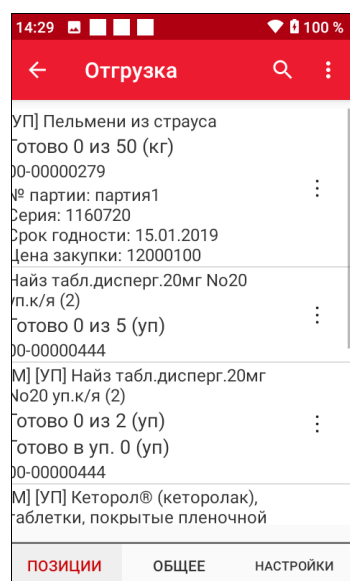 14:29 100 %
Отгрузка
УП] Пельмени из страуса
Готово 0 из 50 (кг)
00-00000279
№ партии: партия1
Серия: 1160720
Срок годности: 15.01.2019
Цена закупки: 12000100
Найз табл.дисперг.20мг No20
уп.к/я (2)
Готово 0 из 5 (уп)
00-00000444
М] [УП] Найз табл.дисперг.20мг
No20 уп.к/я (2)
Готово 0 из 2 (уп)
Готово в уп. 0 (уп)
00-00000444
М] [УП] Кеторол® (кеторолак),
таблетки, покрытые пленочной
ПОЗИЦИИ ОБЩЕЕ НАСТРОЙКИ